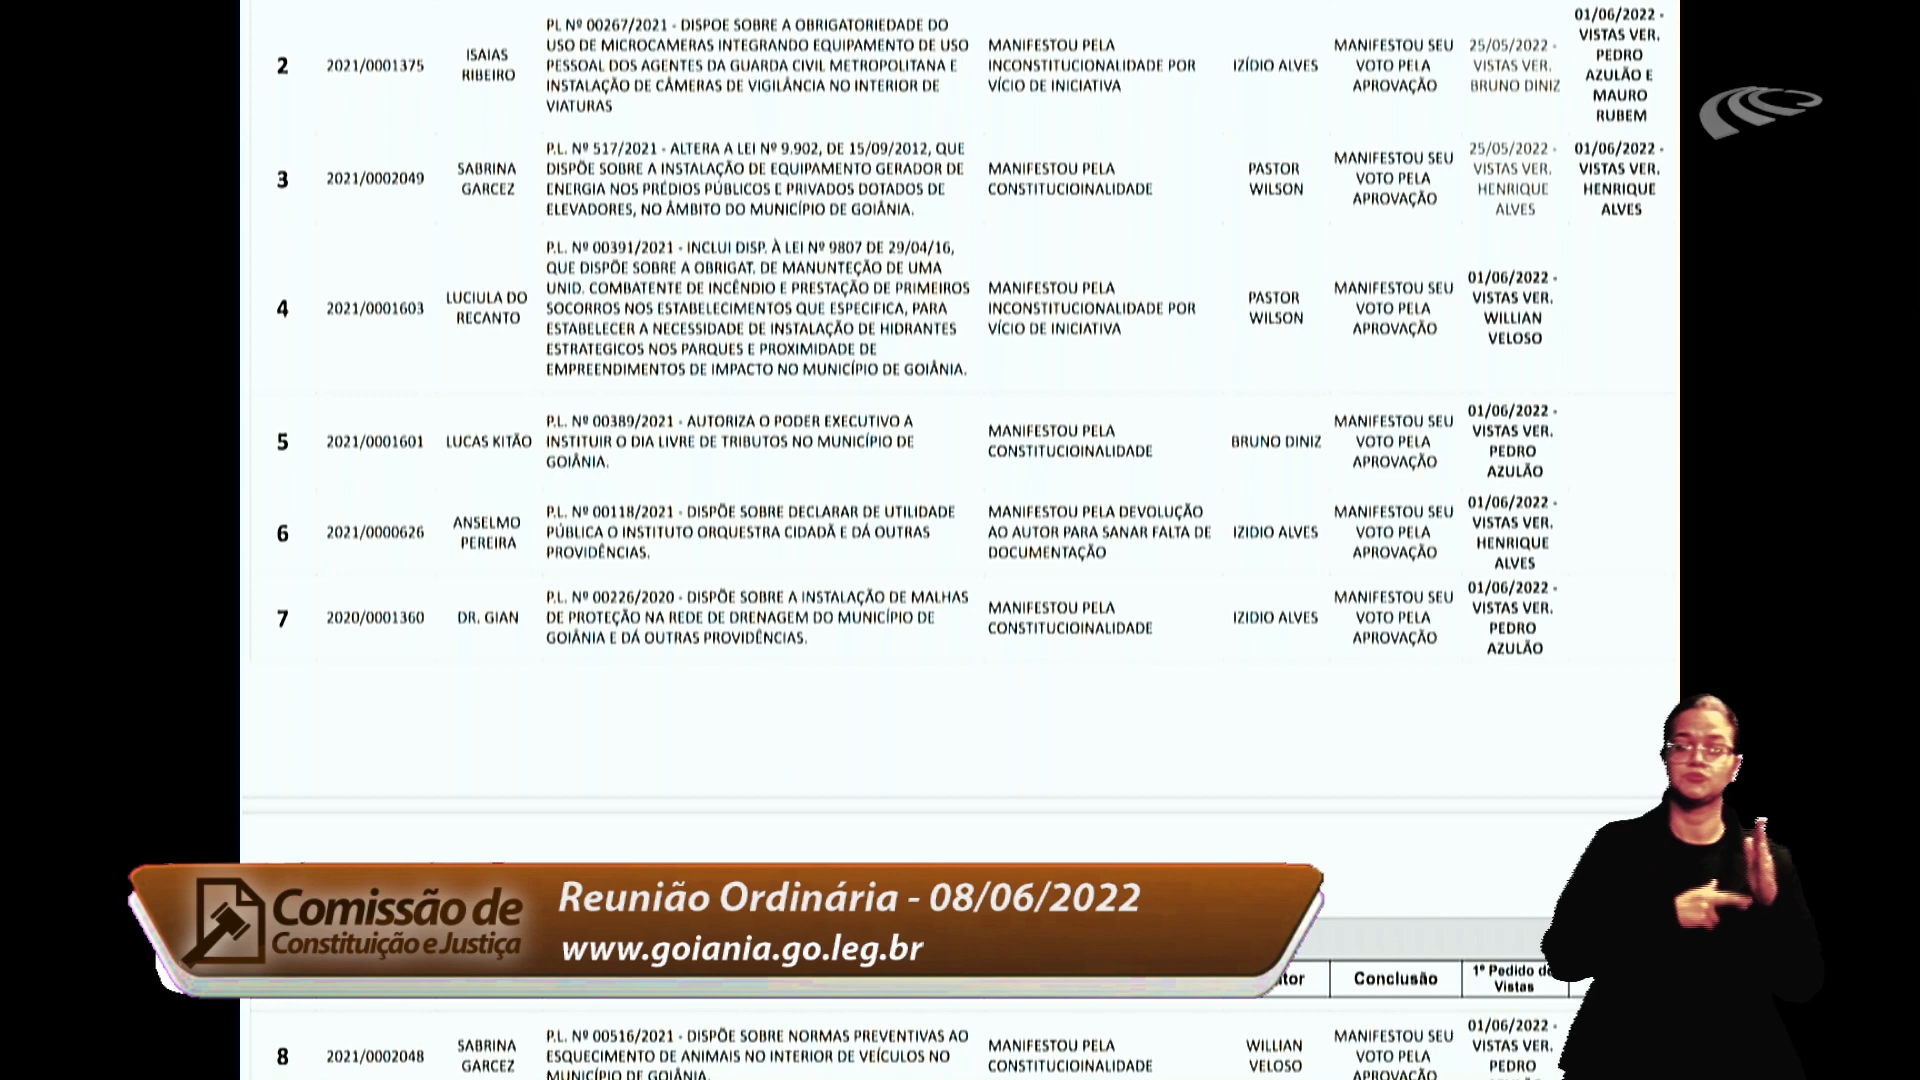 2
2021/0001375
ISAIAS
RIBEIRO
PL Nº 00267/2021 - DISPOE SOBRE A OBRIGATORIEDADE DO
USO DE MICROCAMERAS INTEGRANDO EQUIPAMENTO DE USO
PESSOAL DOS AGENTES DA GUARDA CIVIL METROPOLITANA E
INSTALAÇÃO DE CÂMERAS DE VIGILÂNCIA NO INTERIOR DE
VIATURAS
MANIFESTOU PELA
INCONSTITUCIONALIDADE POR
VÍCIO DE INICIATIVA
IZÍDIO ALVES
MANIFESTOU SEU
VOTO PELA
APROVAÇÃO
25/05/2022 -
VISTAS VER.
BRUNO DINIZ
01/06/2022 -
VISTAS VER.
PEDRO
AZULÃO E
MAURO
RUBEM
3
2021/0002049
SABRINA
GARCEZ
P.L. Nº 517/2021 - ALTERA A LEI Nº 9.902, DE 15/09/2012, QUE
DISPÕE SOBRE A INSTALAÇÃO DE EQUIPAMENTO GERADOR DE
ENERGIA NOS PRÉDIOS PÚBLICOS E PRIVADOS DOTADOS DE
ELEVADORES, NO ÂMBITO DO MUNICÍPIO DE GOIÂNIA.
MANIFESTOU PELA
CONSTITUCIOINALIDADE
PASTOR
WILSON
MANIFESTOU SEU
VOTO PELA
APROVAÇÃO
25/05/2022 -
VISTAS VER.
HENRIQUE
ALVES
01/06/2022 -
VISTAS VER.
HENRIQUE
ALVES
4
2021/0001603
LUCIULA DO
RECANTO
P.L. Nº 00391/2021 - INCLUI DISP. À LEI Nº 9807 DE 29/04/16,
QUE DISPÕE SOBRE A OBRIGAT. DE MANUNTEÇÃO DE UMA
UNID. COMBATENTE DE INCÊNDIO E PRESTAÇÃO DE PRIMEIROS
SOCORROS NOS ESTABELECIMENTOS QUE ESPECIFICA, PARA
ESTABELECER A NECESSIDADE DE INSTALAÇÃO DE HIDRANTES
ESTRATEGICOS NOS PARQUES E PROXIMIDADE DE
EMPREENDIMENTOS DE IMPACTO NO MUNICÍPIO DE GOIÂNIA.
MANIFESTOU PELA
INCONSTITUCIONALIDADE POR
VÍCIO DE INICIATIVA
PASTOR
WILSON
MANIFESTOU SEU
VOTO PELA
APROVAÇÃO
01/06/2022 -
VISTAS VER.
WILLIAN
VELOSO
5
2021/0001601
LUCAS KITÃO
P.L. Nº 00389/2021 - AUTORIZA O PODER EXECUTIVO A
INSTITUIR O DIA LIVRE DE TRIBUTOS NO MUNICÍPIO DE
GOIÂNIA.
MANIFESTOU PELA
CONSTITUCIOINALIDADE
BRUNO DINIZ
MANIFESTOU SEU
VOTO PELA
APROVAÇÃO
01/06/2022 -
VISTAS VER.
PEDRO
AZULÃO
6
2021/0000626
ANSELMO
PEREIRA
P.L. Nº 00118/2021 - DISPÕE SOBRE DECLARAR DE UTILIDADE
PÚBLICA O INSTITUTO ORQUESTRA CIDADÃ E DÁ OUTRAS
PROVIDÊNCIAS.
MANIFESTOU PELA DEVOLUÇÃO
AO AUTOR PARA SANAR FALTA DE
DOCUMENTAÇÃO
IZIDIO ALVES
MANIFESTOU SEU
VOTO PELA
APROVAÇÃO
01/06/2022 -
VISTAS VER.
HENRIQUE
ALVES
7
2020/0001360
DR. GIAN
P.L. Nº 00226/2020 - DISPÕE SOBRE A INSTALAÇÃO DE MALHAS
DE PROTEÇÃO NA REDE DE DRENAGEM DO MUNICÍPIO DE
GOIÂNIA E DÁ OUTRAS PROVIDÊNCIAS.
MANIFESTOU PELA
CONSTITUCIOINALIDADE
IZIDIO ALVES
MANIFESTOU SEU
VOTO PELA
APROVAÇÃO
01/06/2022 -
VISTAS VER.
PEDRO
AZULÃO
Comissão de
Constituição e Justiça
Reunião Ordinária - 08/06/2022
www.goiania.go.leg.br
Conclusão
1º Pedido de
Vistas
8
2021/0002048
SABRINA
GARCEZ
P.L. Nº 00516/2021 - DISPÕE SOBRE NORMAS PREVENTIVAS AO
ESQUECIMENTO DE ANIMAIS NO INTERIOR DE VEÍCULOS NO
MUNICÍPIO DE GOIÂNIA.
MANIFESTOU PELA
CONSTITUCIOINALIDADE
WILLIAN
VELOSO
MANIFESTOU SEU
VOTO PELA
APROVAÇÃO
01/06/2022 -
VISTAS VER.
PEDRO